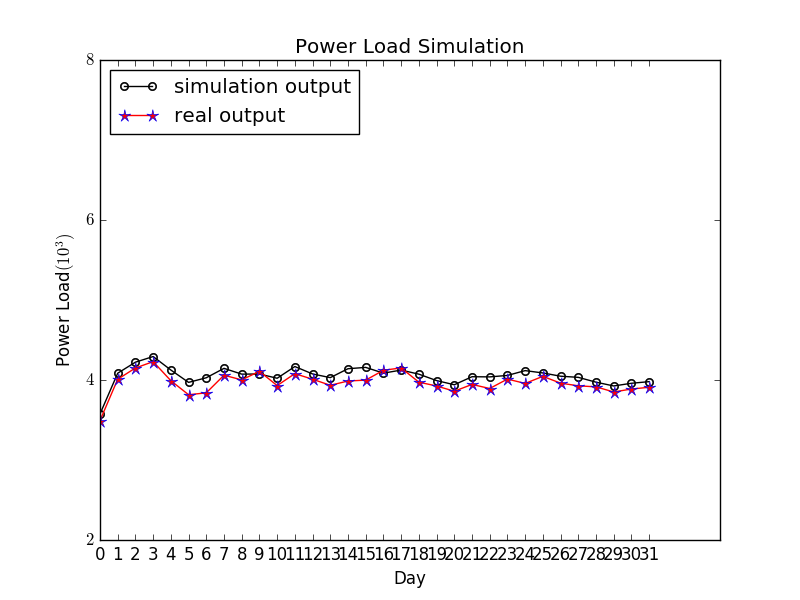 Power Load Simulation
simulation output
real output
8
6
4
2
Power Load(10³)
0 1 2 3 4 5 6 7 8 9 10 11 12 13 14 15 16 17 18 19 20 21 22 23 24 25 26 27 28 29 30 31
Day